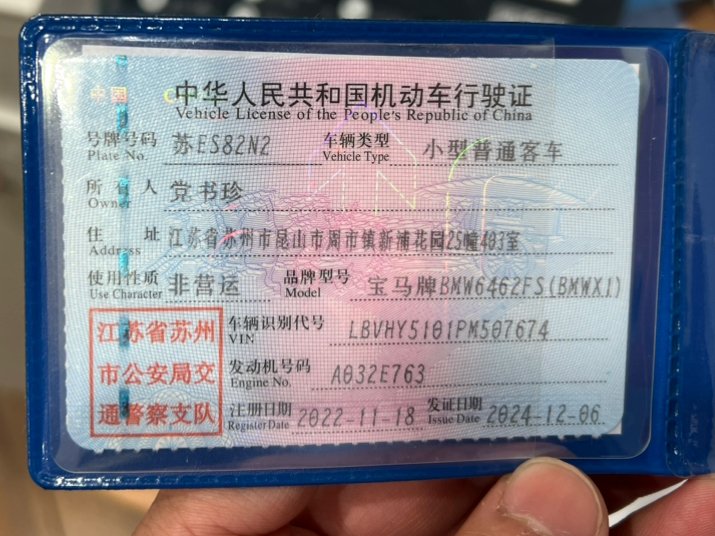 中华人民共和国机动车行驶证
Vehicle License of the People's Republic of China
号牌号码 苏ES82N2 车辆类型 小型普通客车
Plate No. Vehicle Type
所有人 党书珍
Owner
住址 江苏省苏州市昆山市周市镇新浦花园25幢403室
Address
使用性质 非营运 品牌型号 宝马牌BMW6462FS(BMWX1)
Use Character Model
江苏省苏州
市公安局交
通警察支队
车辆识别代号 LBVHY5101PM507674
VIN
发动机号码 A032E763
Engine No.
注册日期 2022-11-18 发证日期 2024-12-06
Register Date Issue Date